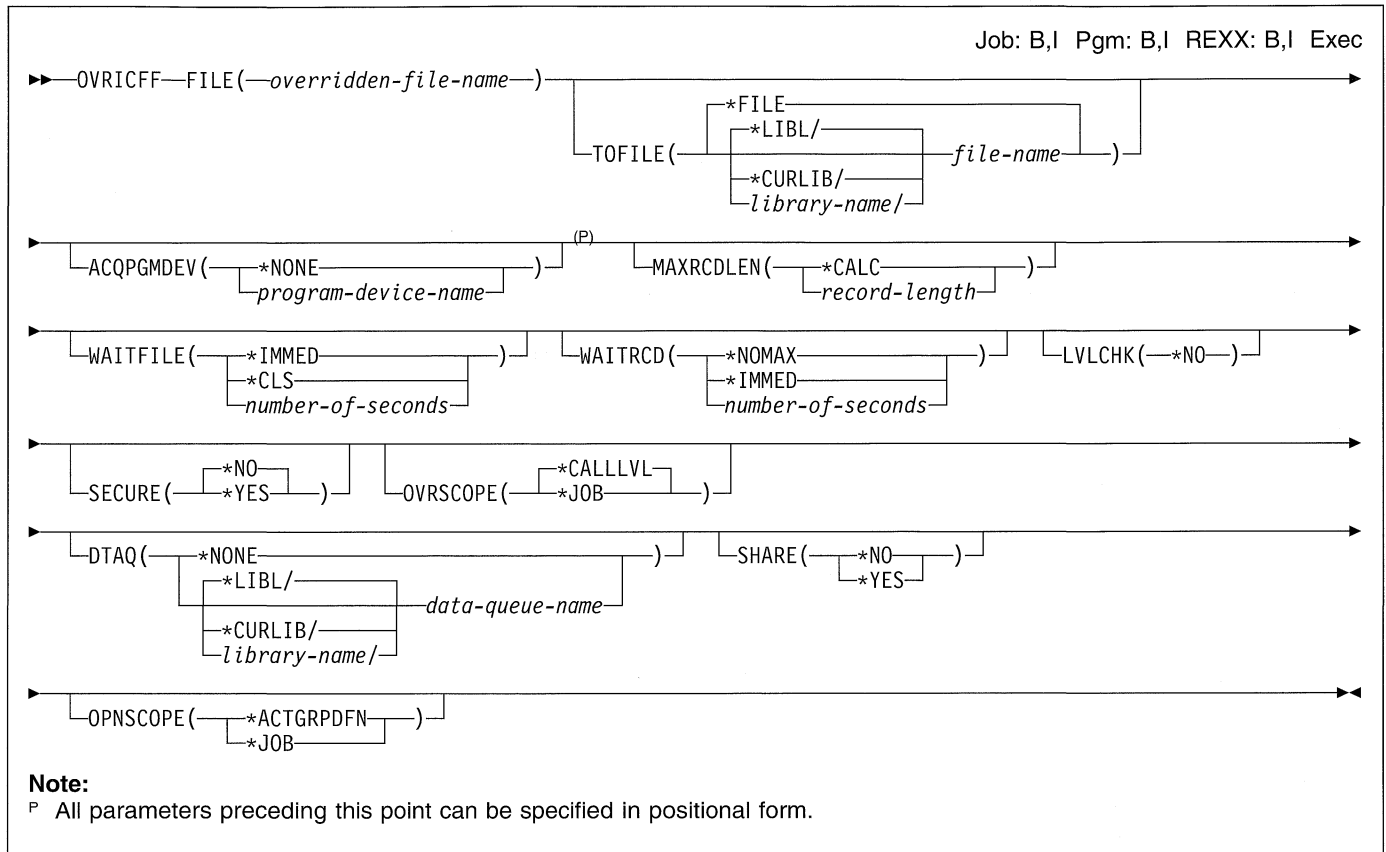 Job: B,I Pgm: B,I REXX: B,I Exec
OVRICFF FILE( overridden-file-name )
TOFILE( *FILE )
*LIBL/
file-name
*CURLIB/
library-name/
(P)
ACQPGMDEV( *NONE ) MAXRCDLEN( *CALC )
program-device-name record-length
WAITFILE( *IMMED ) WAITRCD( *NOMAX ) LVLCHK( *NO )
*CLS *IMMED
number-of-seconds number-of-seconds
*NO *CALLLVL
SECURE( *YES ) OVRSCOPE( *JOB )
DTAQ( *NONE ) SHARE( *NO )
*LIBL/ *YES
data-queue-name
*CURLIB/
library-name/
OPNSCOPE( *ACTGRPDFN )
*JOB
Note:
P All parameters preceding this point can be specified in positional form.